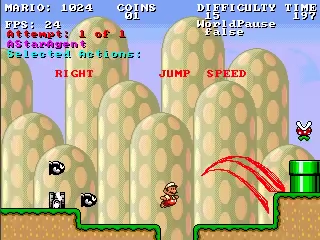 MARIO: 1024 COINS DIFFICULTY TIME
01 15 197
FPS: 24 WorldPause
Attempt: 1 of 1 false
AStarAgent
Selected Actions:
RIGHT JUMP SPEED